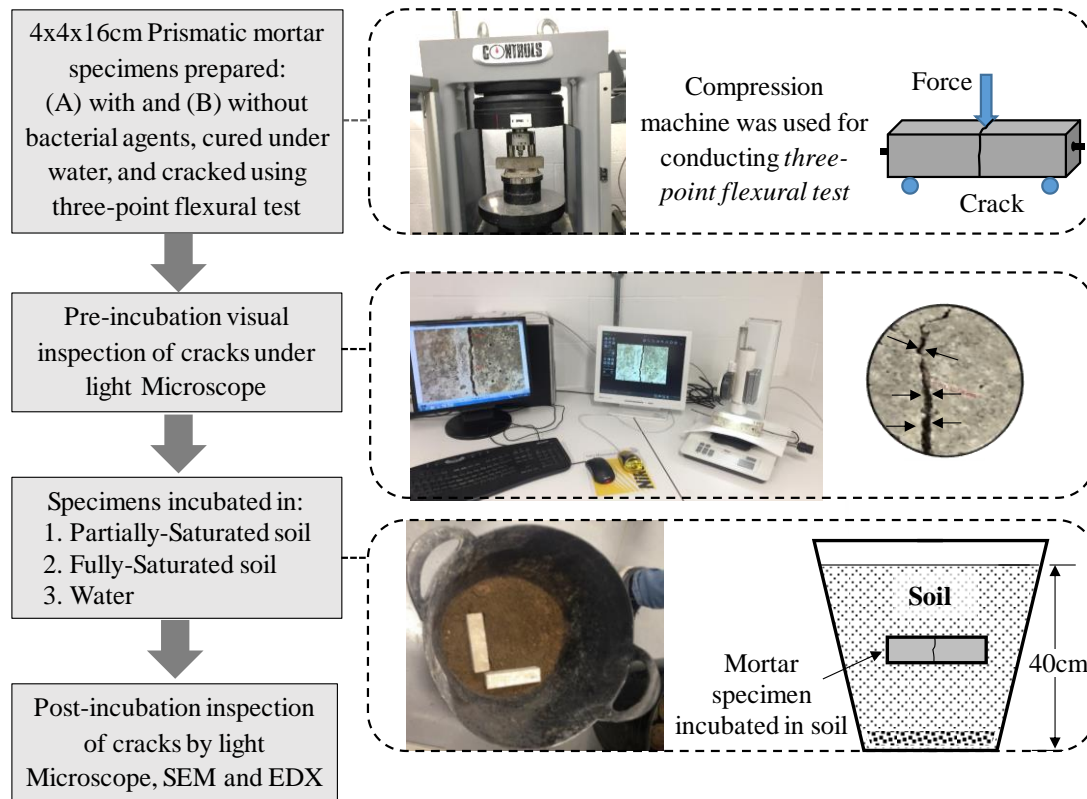 4x4x16cm Prismatic mortar
specimens prepared:
(A) with and (B) without
bacterial agents, cured under
water, and cracked using
three-point flexural test
CONTROLS
Compression
machine was used for
conducting three-
point flexural test
Force
Crack
Pre-incubation visual
inspection of cracks under
light Microscope
Specimens incubated in:
1. Partially-Saturated soil
2. Fully-Saturated soil
3. Water
Soil
Mortar
specimen
incubated in soil
40cm
Post-incubation inspection
of cracks by light
Microscope, SEM and EDX